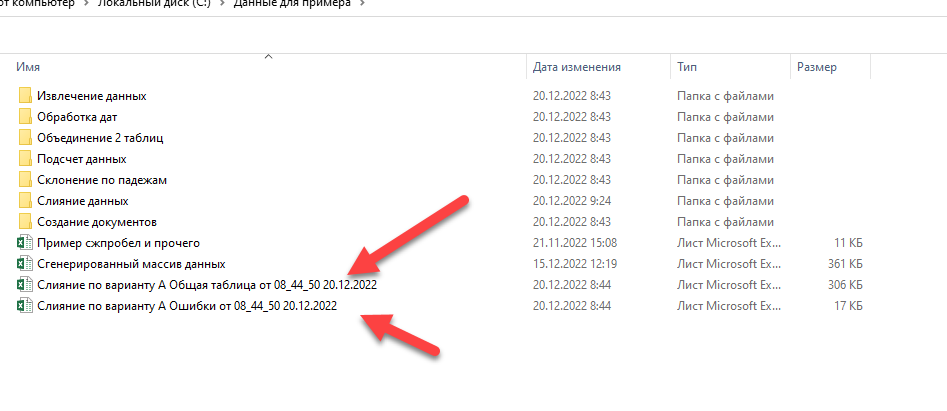 от компьютер > Локальный диск (C:) > Данные для примера >
Имя Дата изменения Тип Размер
Извлечение данных 20.12.2022 8:43 Папка с файлами
Обработка дат 20.12.2022 8:43 Папка с файлами
Объединение 2 таблиц 20.12.2022 8:43 Папка с файлами
Подсчет данных 20.12.2022 8:43 Папка с файлами
Склонение по падежам 20.12.2022 8:43 Папка с файлами
Слияние данных 20.12.2022 9:24 Папка с файлами
Создание документов 20.12.2022 8:43 Папка с файлами
Пример сжпробел и прочего 21.11.2022 15:08 Лист Microsoft Ex... 11 КБ
Сгенерированный массив данных 15.12.2022 12:19 Лист Microsoft Ex... 361 КБ
Слияние по варианту А Общая таблица от 08_44_50 20.12.2022 20.12.2022 8:44 Лист Microsoft Ex... 306 КБ
Слияние по варианту А Ошибки от 08_44_50 20.12.2022 20.12.2022 8:44 Лист Microsoft Ex... 17 КБ